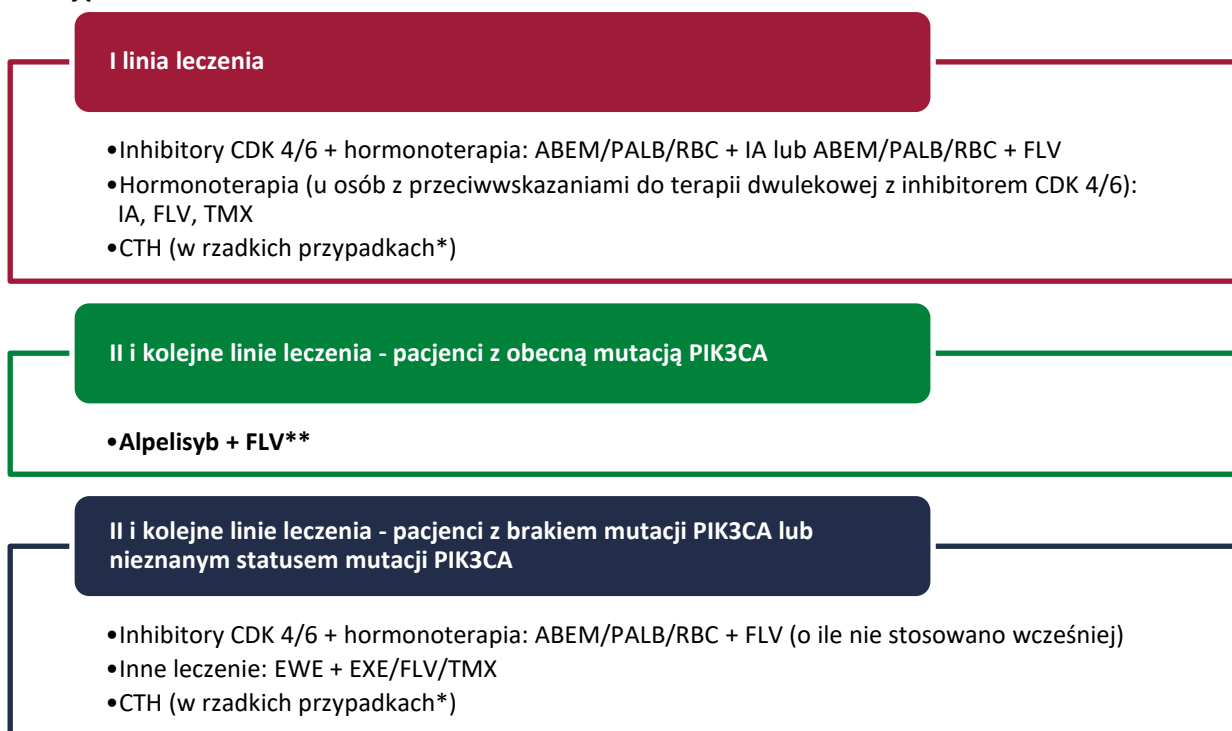 I linia leczenia
•Inhibitory CDK 4/6 + hormonoterapia: ABEM/PALB/RBC + IA lub ABEM/PALB/RBC + FLV
•Hormonoterapia (u osób z przeciwwskazaniami do terapii dwulekowej z inhibitorem CDK 4/6):
IA, FLV, TMX
•CTH (w rzadkich przypadkach*)
II i kolejne linie leczenia - pacjenci z obecną mutacją PIK3CA
•Alpelisyb + FLV**
II i kolejne linie leczenia - pacjenci z brakiem mutacji PIK3CA lub
nieznanym statusem mutacji PIK3CA
•Inhibitory CDK 4/6 + hormonoterapia: ABEM/PALB/RBC + FLV (o ile nie stosowano wcześniej)
•Inne leczenie: EWE + EXE/FLV/TMX
•CTH (w rzadkich przypadkach*)